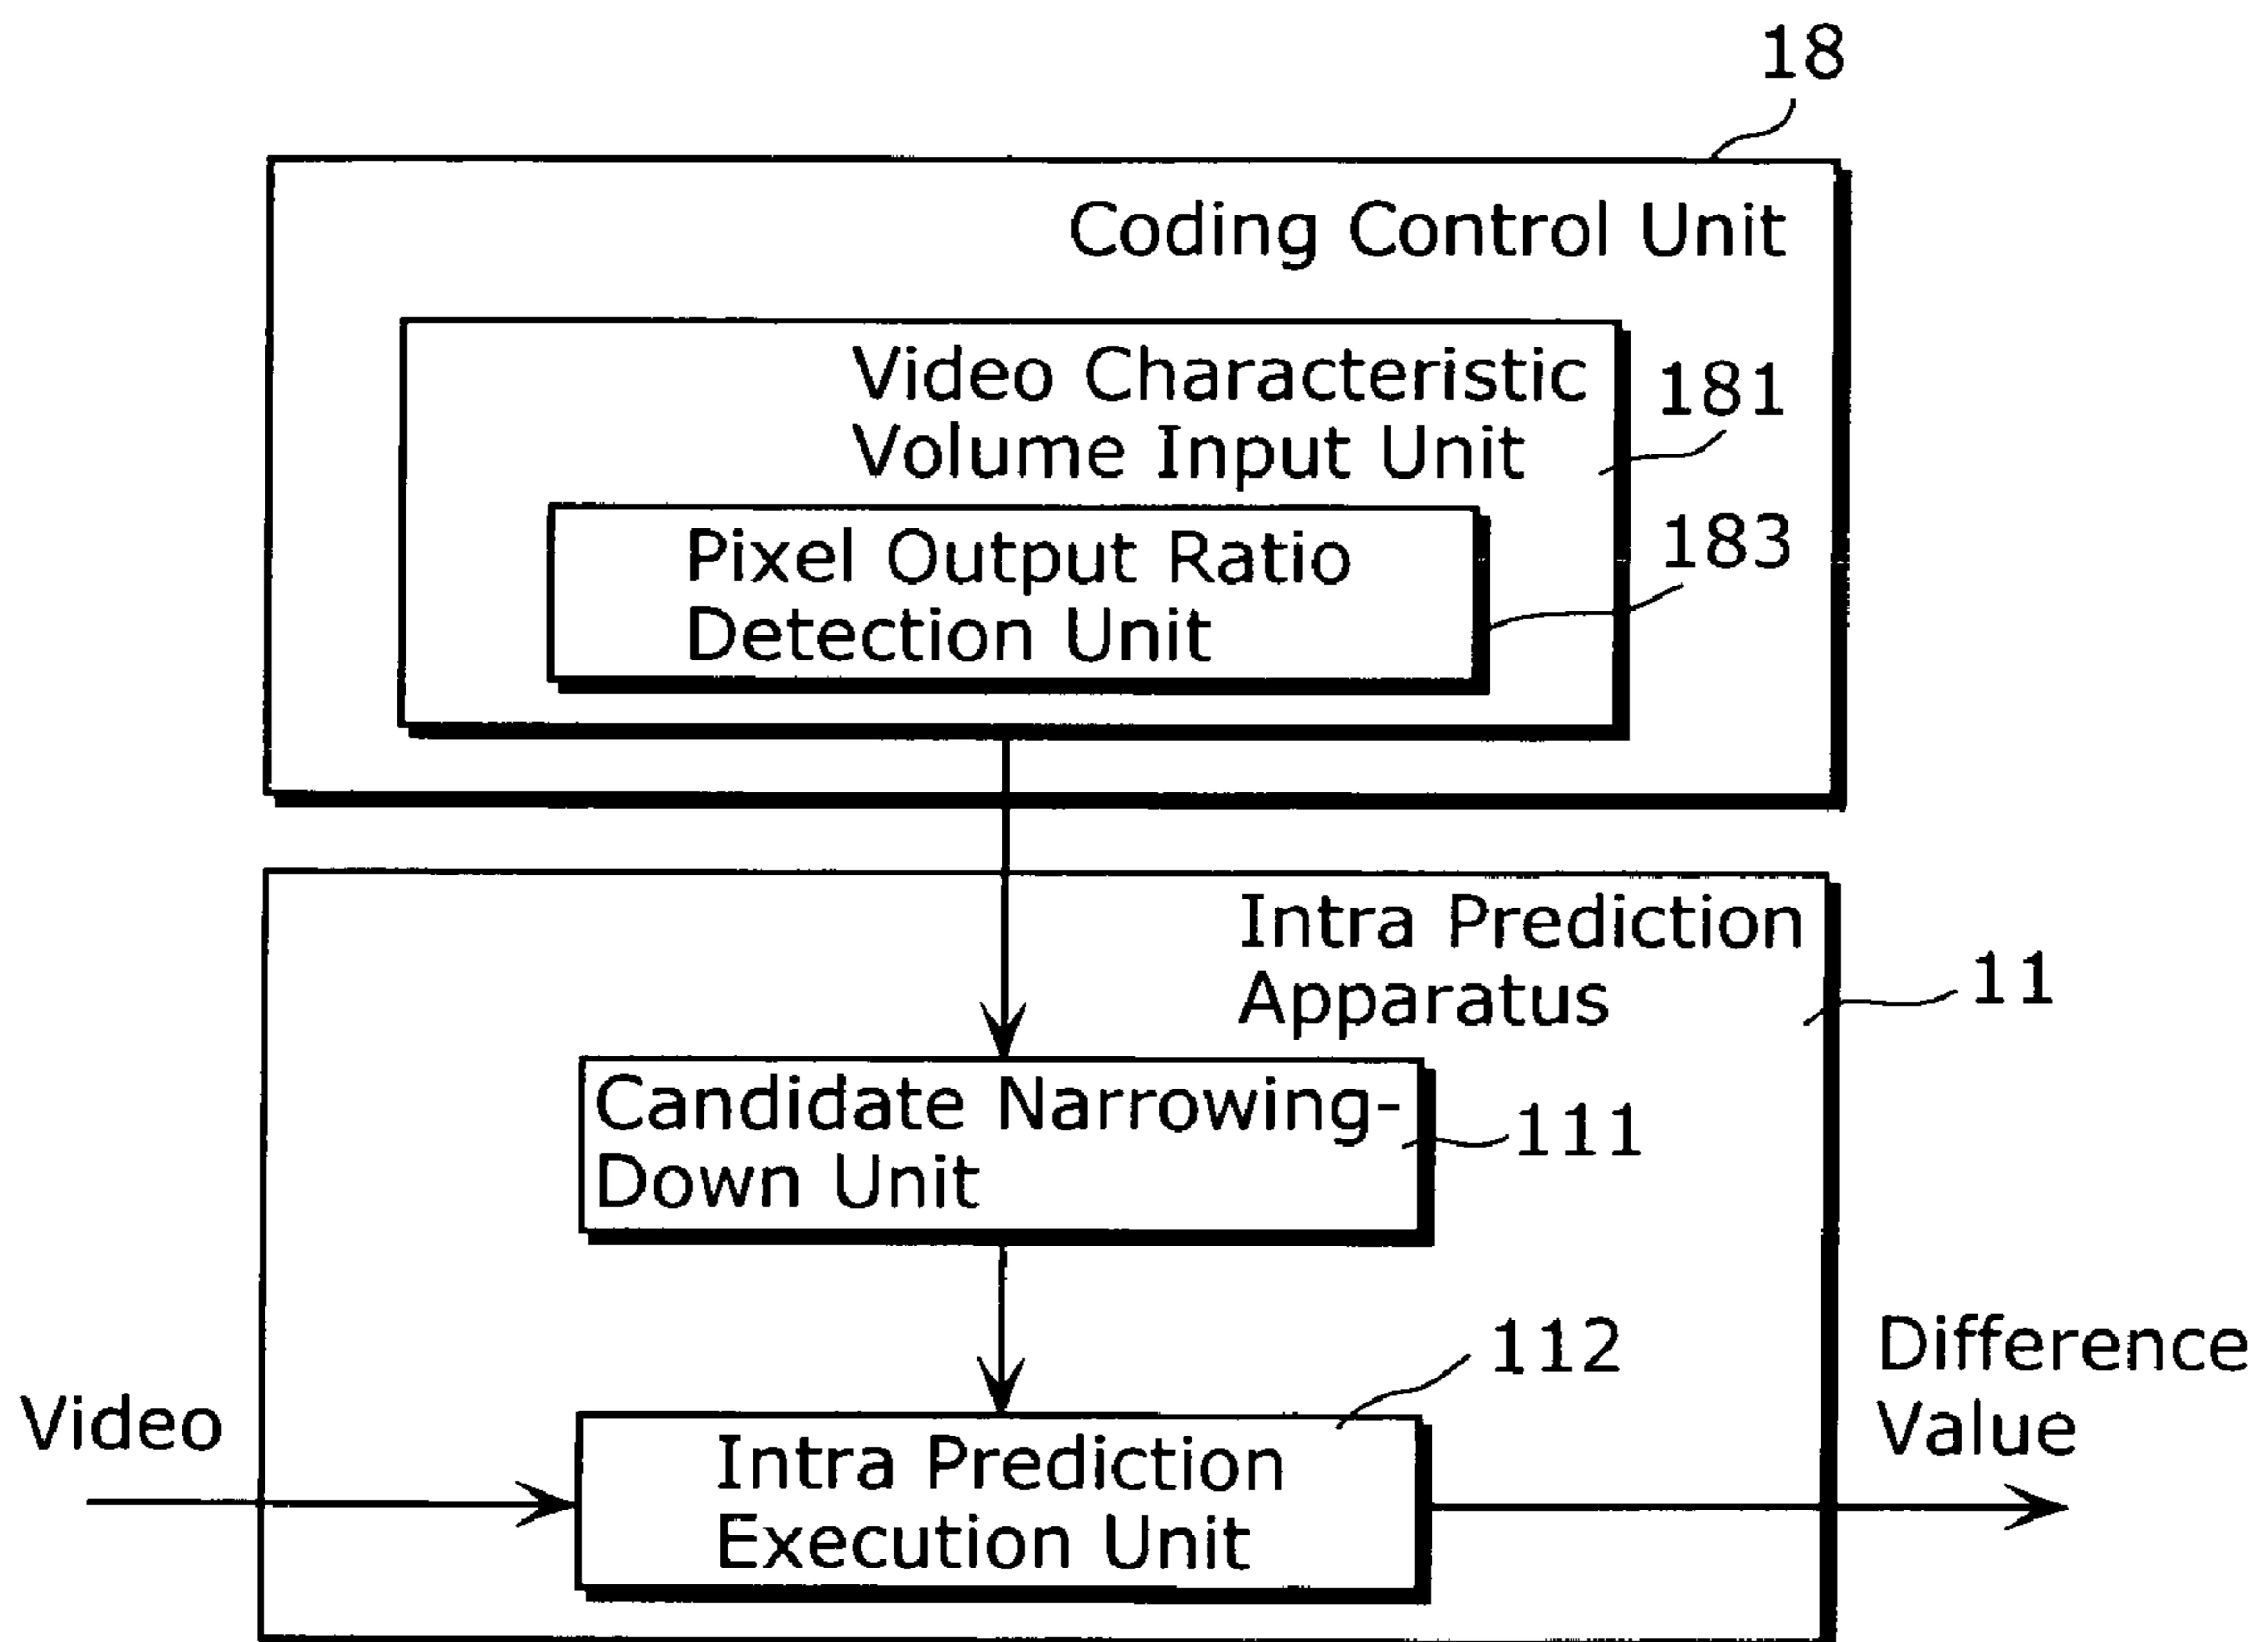 18
Coding Control Unit
Video Characteristic
Volume Input Unit
181
Pixel Output Ratio
Detection Unit
183
Intra Prediction
Apparatus
11
Candidate Narrowing-
Down Unit
111
112
Difference
Value
Video
Intra Prediction
Execution Unit